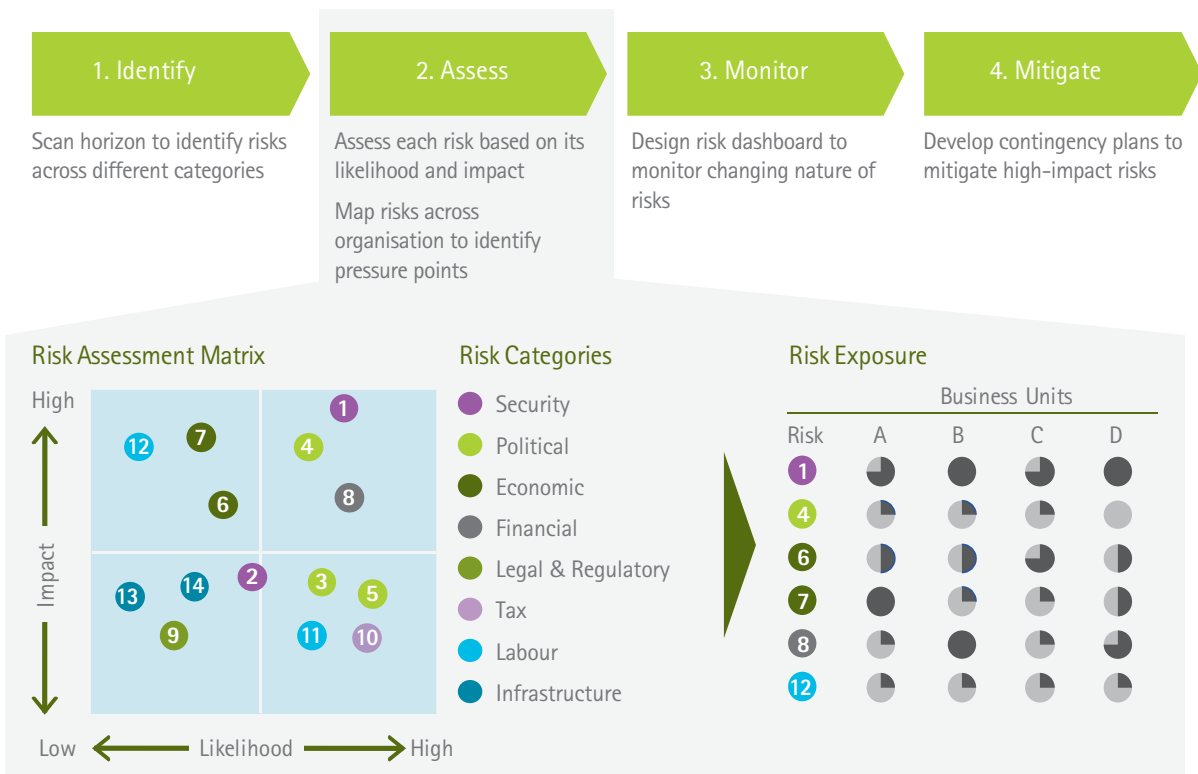 1. Identify
2. Assess
3. Monitor
4. Mitigate
Scan horizon to identify risks
across different categories
Assess each risk based on its
likelihood and impact
Map risks across
organisation to identify
pressure points
Design risk dashboard to
monitor changing nature of
risks
Develop contingency plans to
mitigate high-impact risks
Risk Assessment Matrix
High
Impact
Low
Likelihood
High
1
7
12
4
8
6
2
3
14
5
13
9
11
10
Risk Categories
Security
Political
Economic
Financial
Legal & Regulatory
Tax
Labour
Infrastructure
Risk Exposure
Business Units
Risk A B C D
1
4
6
7
8
12